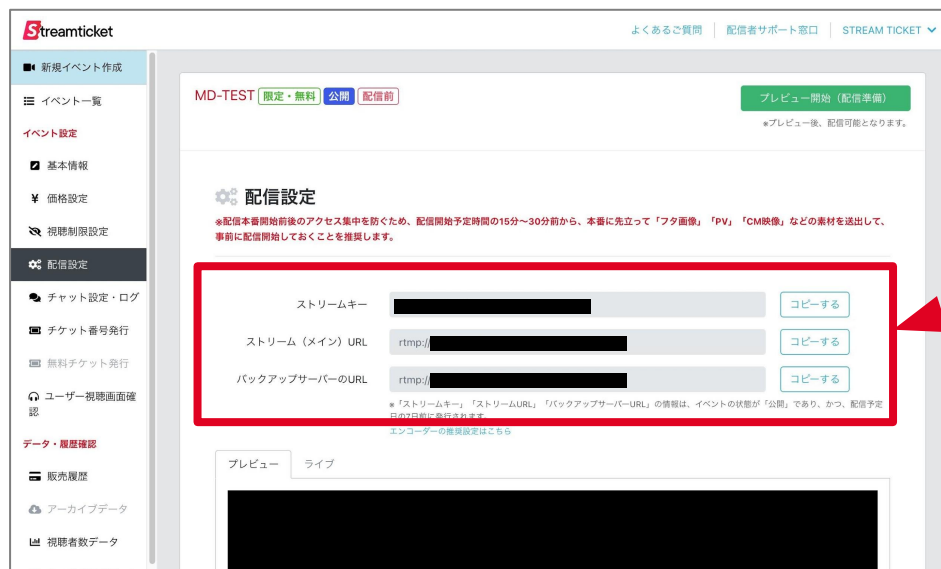 Streamticket
よくあるご質問
配信者サポート窓口
STREAM TICKET
新規イベント作成
イベント一覧
イベント設定
基本情報
価格設定
視聴制限設定
配信設定
チャット設定・ログ
チケット番号発行
無料チケット発行
ユーザー視聴画面確
認
データ・履歴確認
販売履歴
アーカイブデータ
視聴者数データ
MD-TEST 限定・無料 公開 配信前
プレビュー開始（配信準備）
※プレビュー後、配信可能となります。
配信設定
※配信本番開始前後のアクセス集中を防ぐため、配信開始予定時間の15分～30分前から、本番に先立って「フタ画像」「PV」「CM映像」などの素材を送出して、
事前に配信開始しておくことを推奨します。
ストリームキー
コピーする
ストリーム（メイン）URL
rtmp://
コピーする
バックアップサーバーのURL
rtmp://
コピーする
※「ストリームキー」「ストリームURL」「バックアップサーバーURL」の情報は、イベントの状態が「公開」であり、かつ、配信予定
日の7日前に発行されます。
エンコーダーの推奨設定はこちら
プレビュー
ライブ